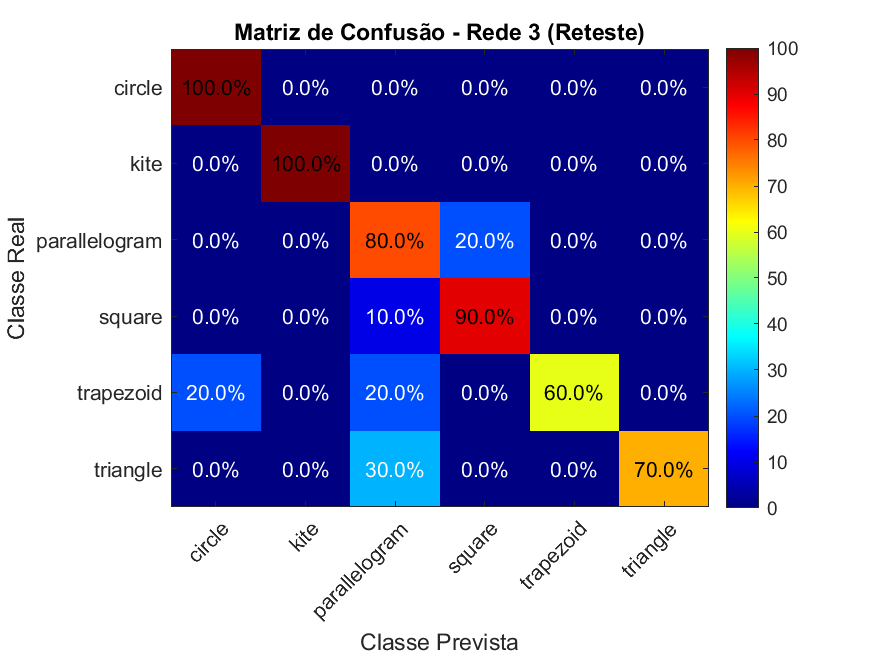 Matriz de Confusão - Rede 3 (Reteste)
circle 100.0% 0.0% 0.0% 0.0% 0.0% 0.0%
kite 0.0% 100.0% 0.0% 0.0% 0.0% 0.0%
parallelogram 0.0% 0.0% 80.0% 20.0% 0.0% 0.0%
square 0.0% 0.0% 10.0% 90.0% 0.0% 0.0%
trapezoid 20.0% 0.0% 20.0% 0.0% 60.0% 0.0%
triangle 0.0% 0.0% 30.0% 0.0% 0.0% 70.0%
circle kite parallelogram square trapezoid triangle
Classe Prevista
Classe Real
100
90
80
70
60
50
40
30
20
10
0